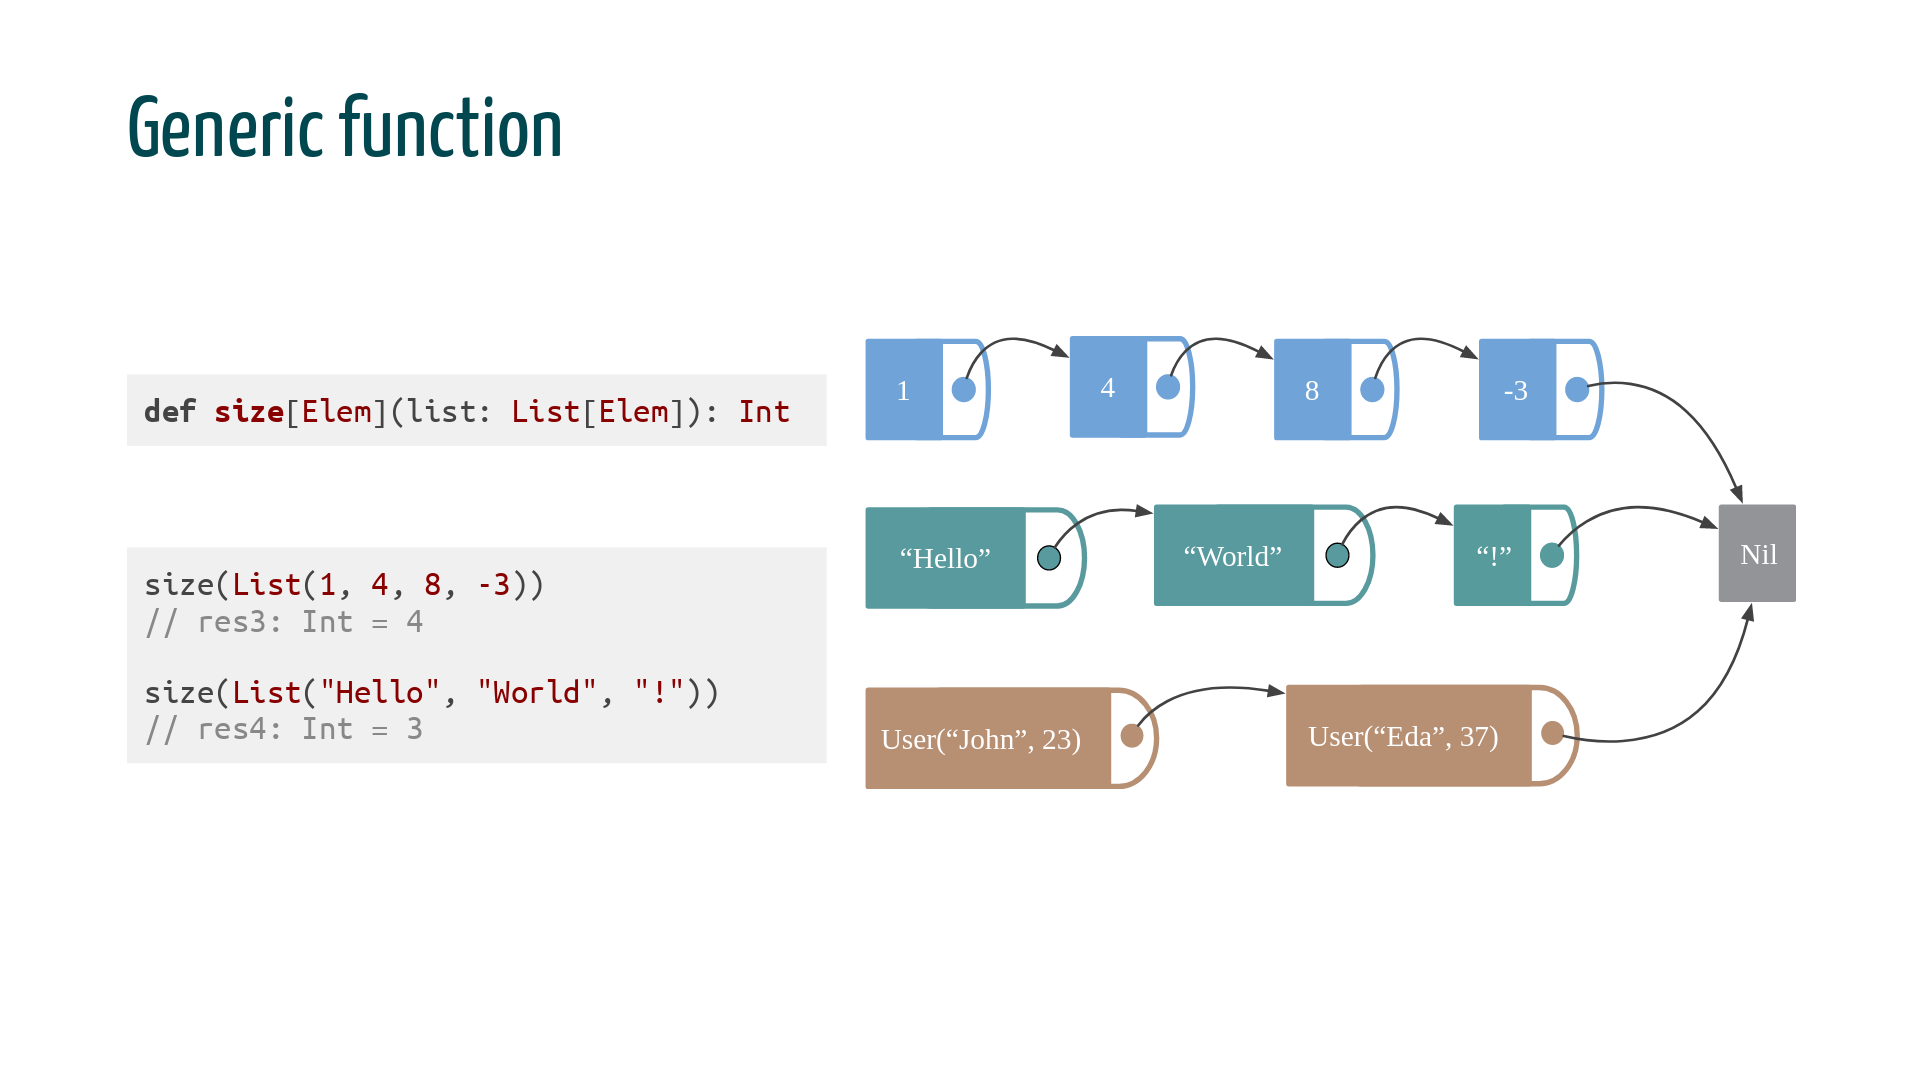 Generic function
def size[Elem](list: List[Elem]): Int
size(List(1, 4, 8, -3))
// res3: Int = 4
size(List("Hello", "World", "!"))
// res4: Int = 3
1
4
8
-3
“Hello”
“World”
“!”
Nil
User(“John”, 23)
User(“Eda”, 37)